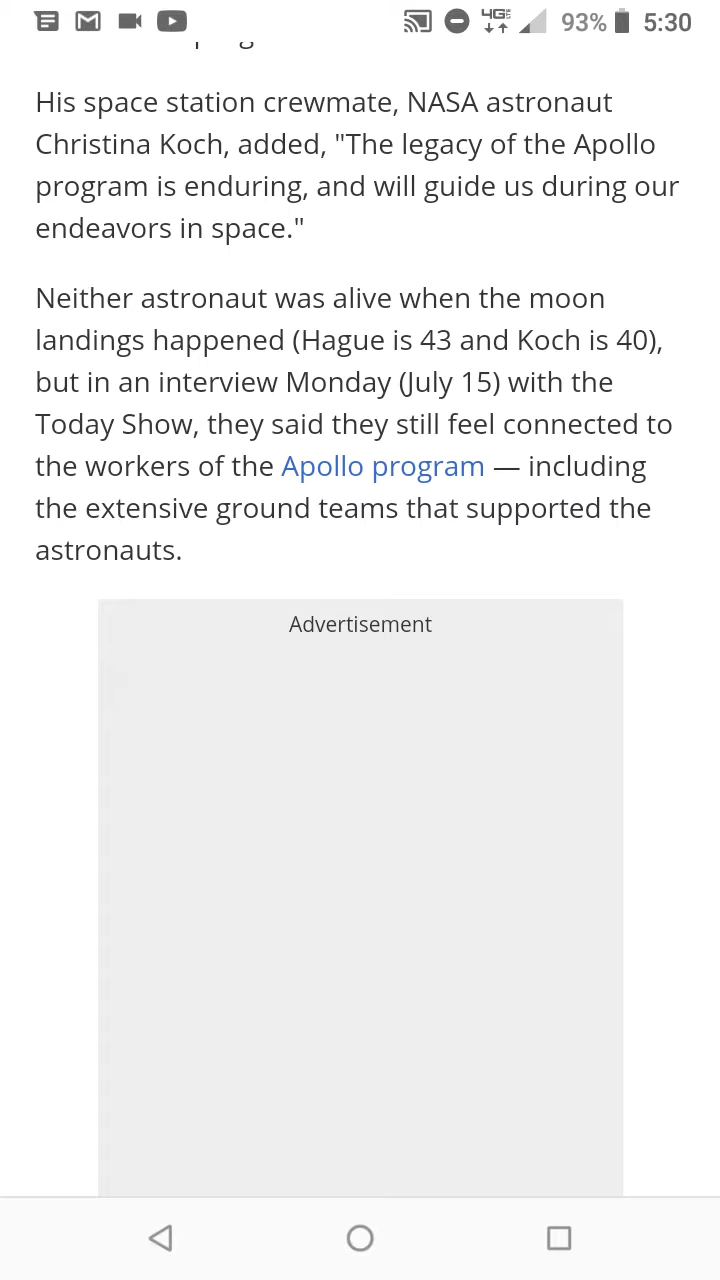 93% 5:30
His space station crewmate, NASA astronaut
Christina Koch, added, "The legacy of the Apollo
program is enduring, and will guide us during our
endeavors in space."
Neither astronaut was alive when the moon
landings happened (Hague is 43 and Koch is 40),
but in an interview Monday (July 15) with the
Today Show, they said they still feel connected to
the workers of the Apollo program — including
the extensive ground teams that supported the
astronauts.
Advertisement